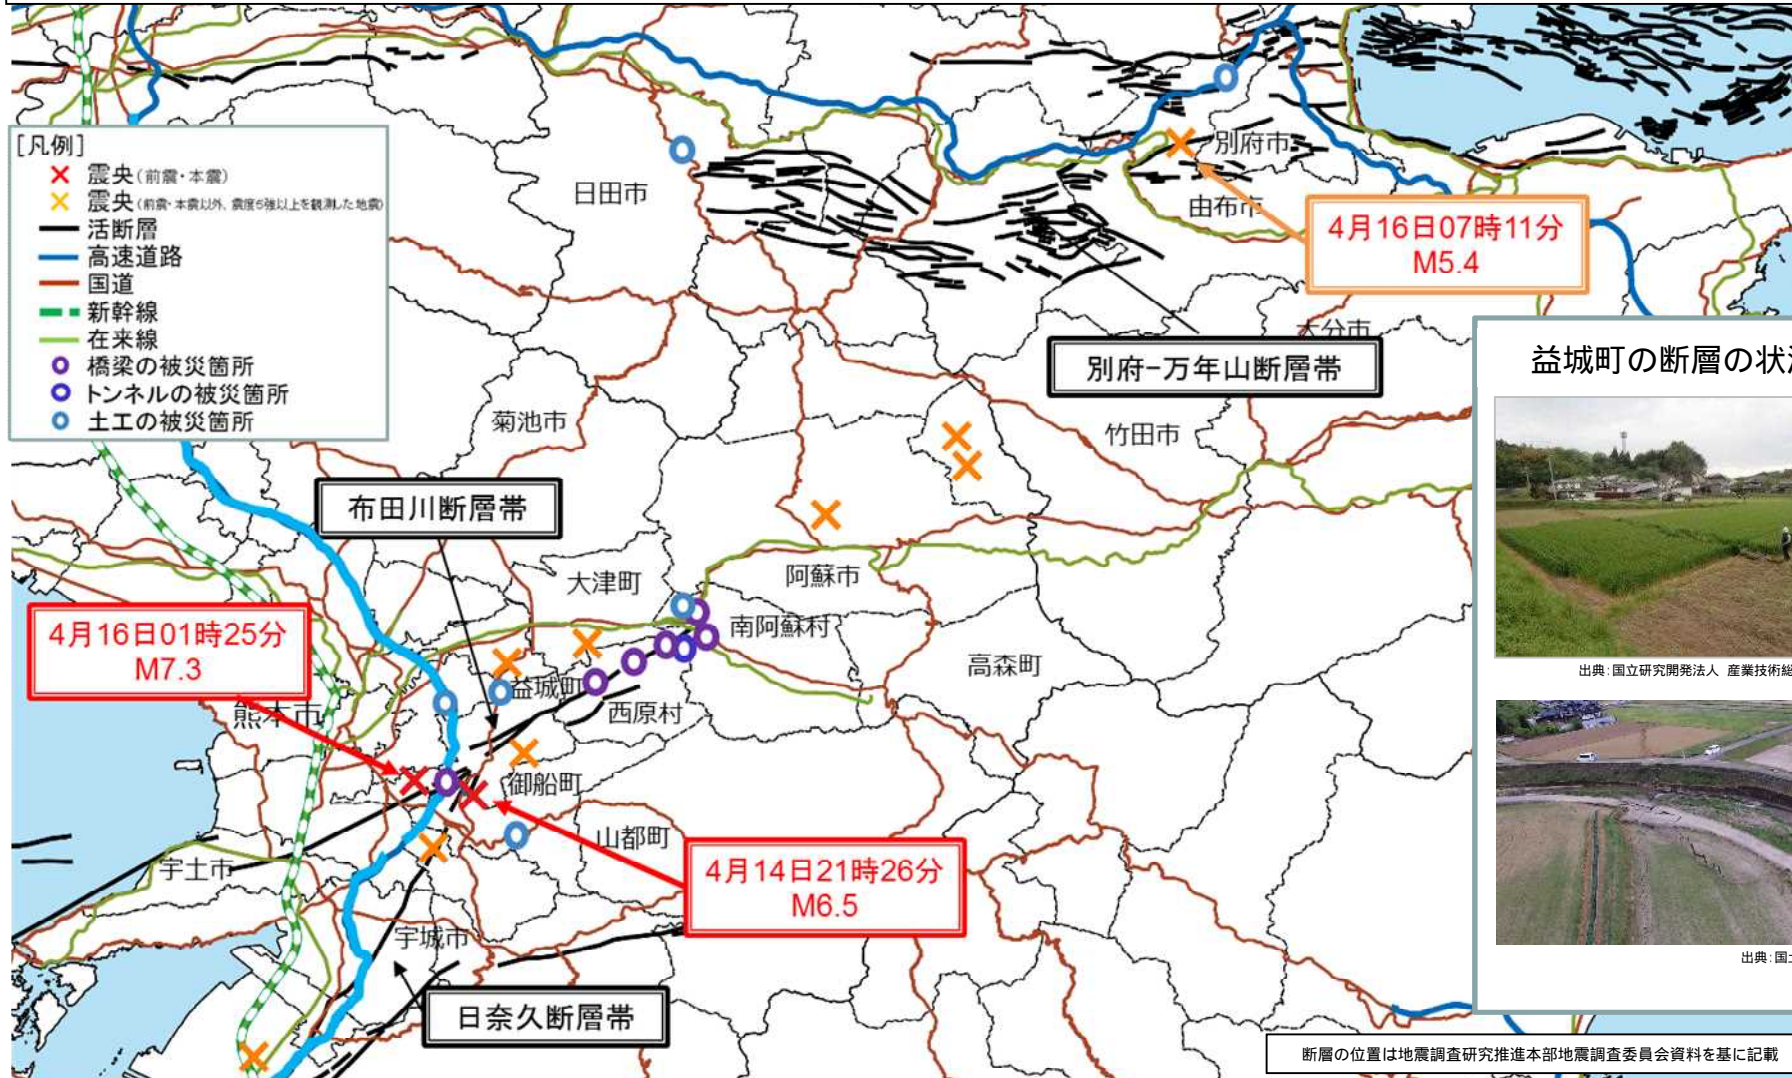 [凡例]
震央(前震・本震)
震央(前震・本震以外、震度6強以上を観測した地震)
活断層
高速道路
国道
新幹線
在来線
橋梁の被災箇所
トンネルの被災箇所
土工の被災箇所
日田市
別府市
由布市
4月16日07時11分
M5.4
大分市
別府-万年山断層帯
菊池市
竹田市
布田川断層帯
大津町
阿蘇市
南阿蘇村
高森町
4月16日01時25分
M7.3
熊本市
益城町
西原村
御船町
山都町
宇土市
4月14日21時26分
M6.5
宇城市
日奈久断層帯
益城町の断層の状況
出典:国立研究開発法人 産業技術総
出典:国土
断層の位置は地震調査研究推進本部地震調査委員会資料を基に記載